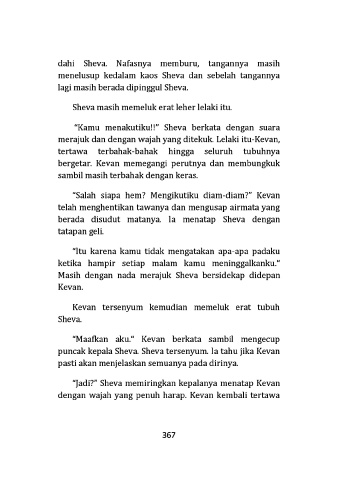 dahi Sheva. Nafasnya memburu, tangannya masih
menelusup kedalam kaos Sheva dan sebelah tangannya
lagi masih berada dipinggul Sheva.
Sheva masih memeluk erat leher lelaki itu.
“Kamu menakutiku!!” Sheva berkata dengan suara
merajuk dan dengan wajah yang ditekuk. Lelaki itu-Kevan,
tertawa terbahak-bahak hingga seluruh tubuhnya
bergetar. Kevan memegangi perutnya dan membungkuk
sambil masih terbahak dengan keras.
“Salah siapa hem? Mengikutiku diam-diam?” Kevan
telah menghentikan tawanya dan mengusap airmata yang
berada disudut matanya. Ia menatap Sheva dengan
tatapan geli.
“Itu karena kamu tidak mengatakan apa-apa padaku
ketika hampir setiap malam kamu meninggalkanku.”
Masih dengan nada merajuk Sheva bersidekap didepan
Kevan.
Kevan tersenyum kemudian memeluk erat tubuh
Sheva.
“Maafkan aku.” Kevan berkata sambil mengecup
puncak kepala Sheva. Sheva tersenyum. Ia tahu jika Kevan
pasti akan menjelaskan semuanya pada dirinya.
“Jadi?” Sheva memiringkan kepalanya menatap Kevan
dengan wajah yang penuh harap. Kevan kembali tertawa
367